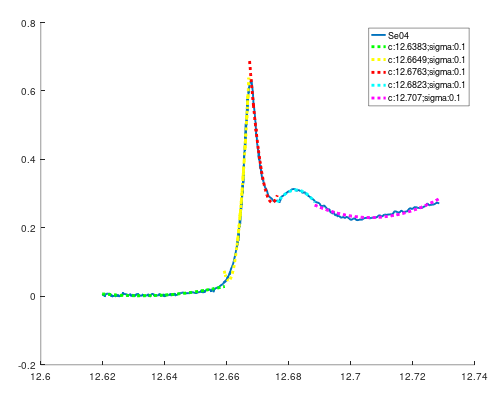 0.8
0.6
0.4
0.2
0
-0.2
12.6
12.62
12.64
12.66
12.68
12.7
12.72
12.74
Se04
c:12.6383;sigma:0.1
c:12.6649;sigma:0.1
c:12.6763;sigma:0.1
c:12.6823;sigma:0.1
c:12.707;sigma:0.1